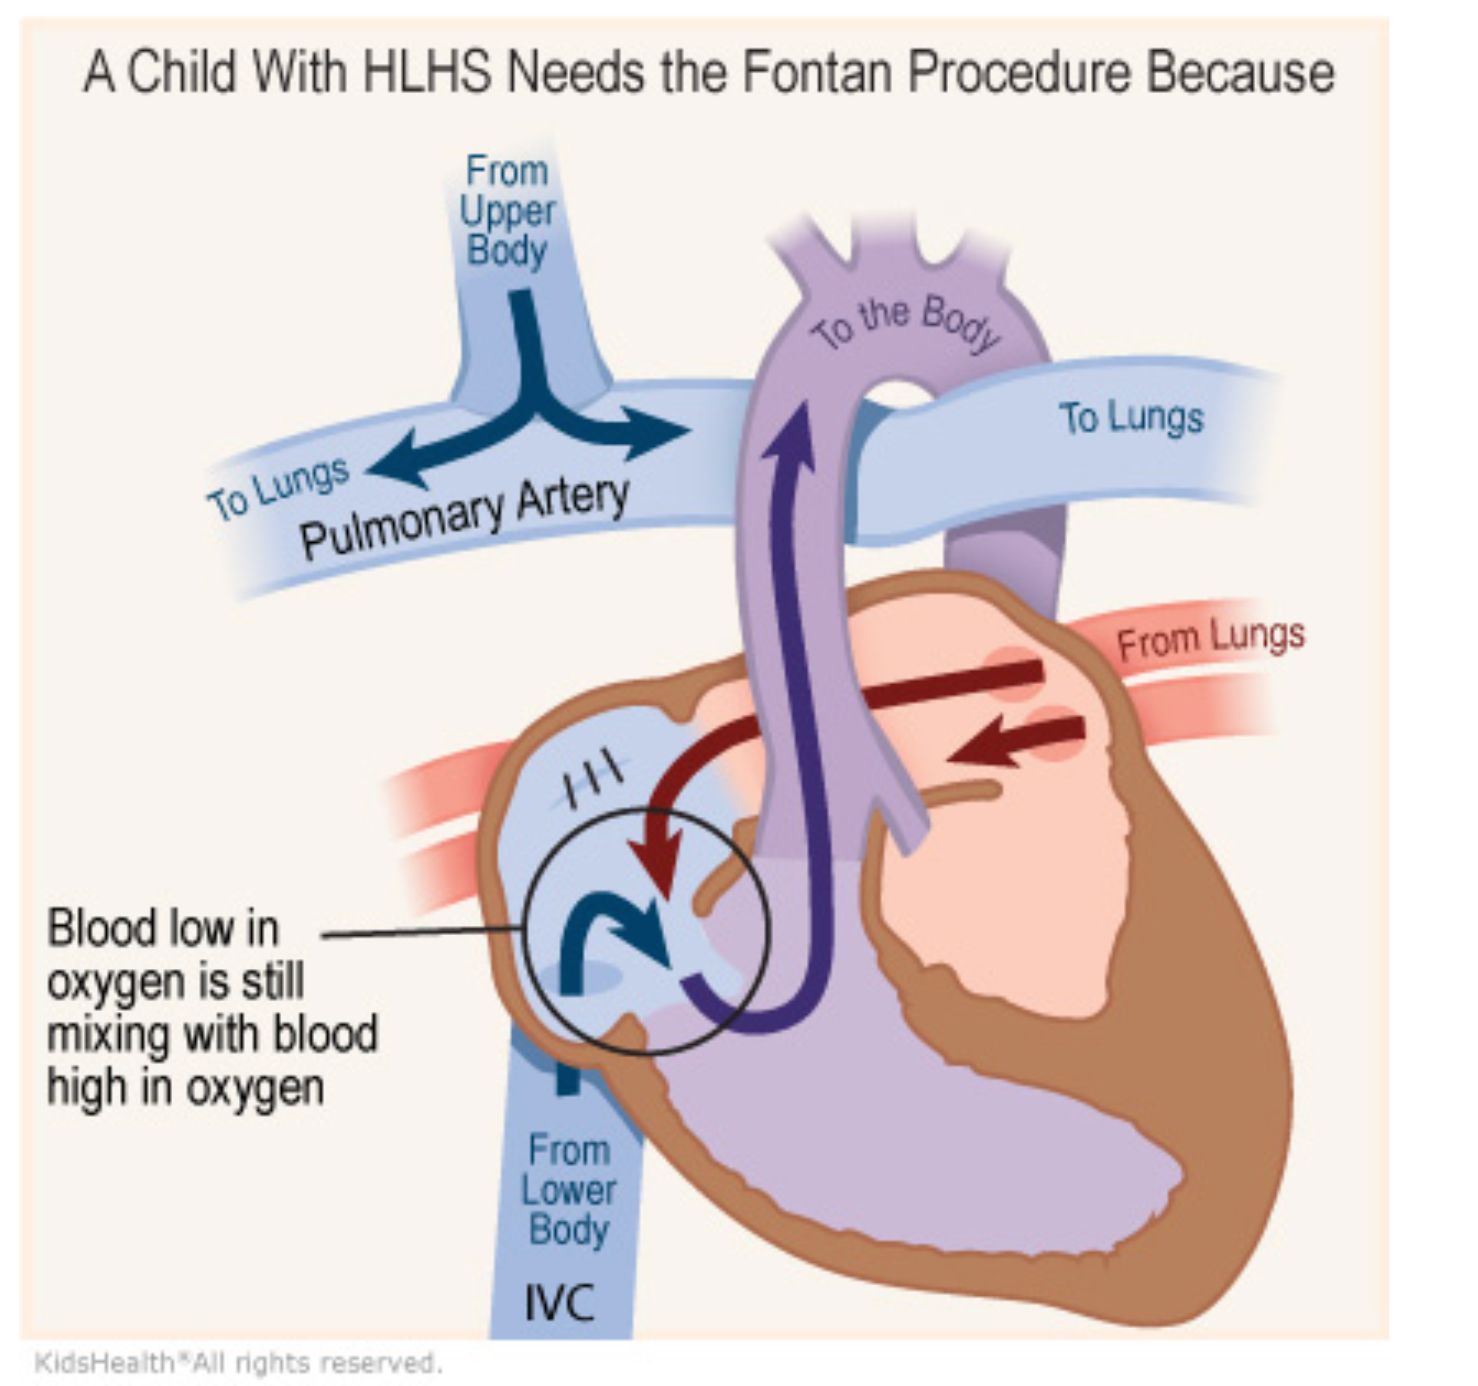 A Child With HLHS Needs the Fontan Procedure Because
From
Upper
Body
To the Body
To Lungs
To Lungs
Pulmonary Artery
From Lungs
Blood low in
oxygen is still
mixing with blood
high in oxygen
From
Lower
Body
IVC
KidsHealth®All rights reserved.